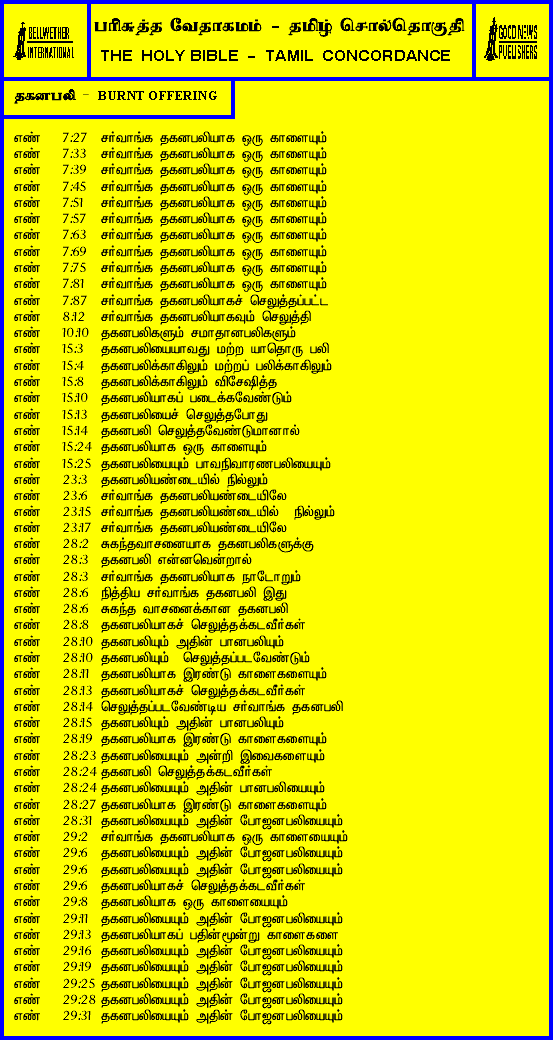 BELLWETHER INTERNATIONAL
பரிசுத்த வேதாகமம் - தமிழ் சொல்தொகுதி
THE HOLY BIBLE - TAMIL CONCORDANCE
GOOD NEWS PUBLISHERS
தகனபலி - BURNT OFFERING
எண் 7:27 சர்வாங்க தகனபலியாக ஒரு காளையும்
எண் 7:33 சர்வாங்க தகனபலியாக ஒரு காளையும்
எண் 7:39 சர்வாங்க தகனபலியாக ஒரு காளையும்
எண் 7:45 சர்வாங்க தகனபலியாக ஒரு காளையும்
எண் 7:51 சர்வாங்க தகனபலியாக ஒரு காளையும்
எண் 7:57 சர்வாங்க தகனபலியாக ஒரு காளையும்
எண் 7:63 சர்வாங்க தகனபலியாக ஒரு காளையும்
எண் 7:69 சர்வாங்க தகனபலியாக ஒரு காளையும்
எண் 7:75 சர்வாங்க தகனபலியாக ஒரு காளையும்
எண் 7:81 சர்வாங்க தகனபலியாக ஒரு காளையும்
எண் 7:87 சர்வாங்க தகனபலியாகச் செலுத்தப்பட்ட
எண் 8:12 சர்வாங்க தகனபலியாகவும் செலுத்தி
எண் 10:10 தகனபலிகளும் சமாதானபலிகளும்
எண் 15:3 தகனபலியையாவது மற்ற யாதொரு பலி
எண் 15:4 தகனபலிக்காகிலும் மற்றப் பலிக்காகிலும்
எண் 15:8 தகனபலிக்காகிலும் விசேஷித்த
எண் 15:10 தகனபலியாகப் படைக்கவேண்டும்
எண் 15:13 தகனபலியைச் செலுத்தபோது
எண் 15:14 தகனபலி செலுத்தவேண்டுமானால்
எண் 15:24 தகனபலியாக ஒரு காளையும்
எண் 15:25 தகனபலியையும் பாவநிவாரணபலியையும்
எண் 23:3 தகனபலியண்டையில் நில்லும்
எண் 23:6 சர்வாங்க தகனபலியண்டையிலே
எண் 23:15 சர்வாங்க தகனபலியண்டையில் நில்லும்
எண் 23:17 சர்வாங்க தகனபலியண்டையிலே
எண் 28:2 சுகந்தவாசனையாக தகனபலிகளுக்கு
எண் 28:3 தகனபலி என்னவென்றால்
எண் 28:3 சர்வாங்க தகனபலியாக நாடோறும்
எண் 28:6 நித்திய சர்வாங்க தகனபலி இது
எண் 28:6 சுகந்த வாசனைக்கான தகனபலி
எண் 28:8 தகனபலியாகச் செலுத்தக்கடவீர்கள்
எண் 28:10 தகனபலியும் அதின் பானபலியும்
எண் 28:10 தகனபலியும் செலுத்தப்படவேண்டும்
எண் 28:11 தகனபலியாக இரண்டு காளைகளையும்
எண் 28:13 தகனபலியாகச் செலுத்தக்கடவீர்கள்
எண் 28:14 செலுத்தப்படவேண்டிய சர்வாங்க தகனபலி
எண் 28:15 தகனபலியும் அதின் பானபலியும்
எண் 28:19 தகனபலியாக இரண்டு காளைகளையும்
எண் 28:23 தகனபலியையும் அன்றி இவைகளையும்
எண் 28:24 தகனபலி செலுத்தக்கடவீர்கள்
எண் 28:24 தகனபலியையும் அதின் பானபலியையும்
எண் 28:27 தகனபலியாக இரண்டு காளைகளையும்
எண் 28:31 தகனபலியையும் அதின் போஜனபலியையும்
எண் 29:2 சர்வாங்க தகனபலியாக ஒரு காளையையும்
எண் 29:6 தகனபலியையும் அதின் போஜனபலியையும்
எண் 29:6 தகனபலியையும் அதின் போஜனபலியையும்
எண் 29:6 தகனபலியாகச் செலுத்தக்கடவீர்கள்
எண் 29:8 தகனபலியாக ஒரு காளையையும்
எண் 29:11 தகனபலியையும் அதின் போஜனபலியையும்
எண் 29:13 தகனபலியாகப் பதின்மூன்று காளைகளை
எண் 29:16 தகனபலியையும் அதின் போஜனபலியையும்
எண் 29:19 தகனபலியையும் அதின் போஜனபலியையும்
எண் 29:25 தகனபலியையும் அதின் போஜனபலியையும்
எண் 29:28 தகனபலியையும் அதின் போஜனபலியையும்
எண் 29:31 தகனபலியையும் அதின் போஜனபலியையும்